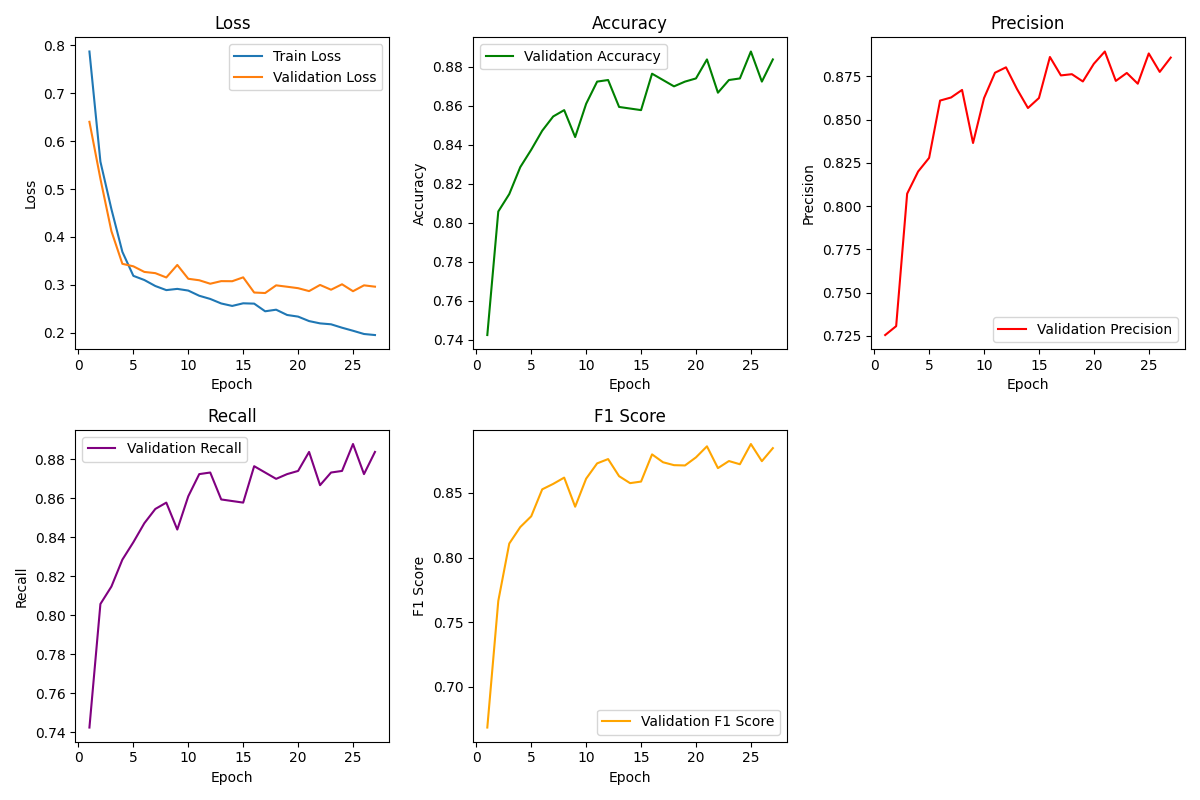 Loss
Train Loss
Validation Loss
0.8
0.7
0.6
0.5
0.4
0.3
0.2
Loss
0 5 10 15 20 25
Epoch
Accuracy
Validation Accuracy
0.88
0.86
0.84
0.82
0.80
0.78
0.76
0.74
Accuracy
0 5 10 15 20 25
Epoch
Precision
0.875
0.850
0.825
0.800
0.775
0.750
0.725
Precision
Validation Precision
0 5 10 15 20 25
Epoch
Recall
Validation Recall
0.88
0.86
0.84
0.82
0.80
0.78
0.76
0.74
Recall
0 5 10 15 20 25
Epoch
F1 Score
0.85
0.80
0.75
0.70
F1 Score
Validation F1 Score
0 5 10 15 20 25
Epoch